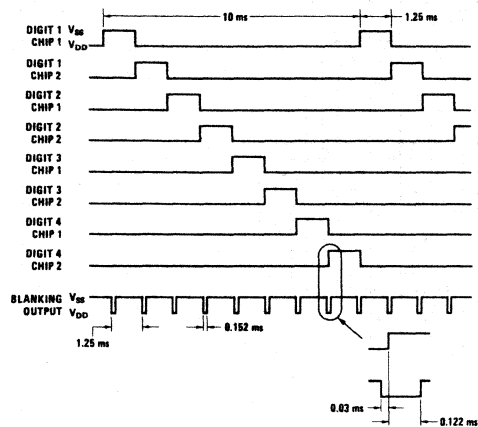 10 ms
1.25 ms
DIGIT 1 VSS
CHIP 1 VDD
DIGIT 1
CHIP 2
DIGIT 2
CHIP 1
DIGIT 2
CHIP 2
DIGIT 3
CHIP 1
DIGIT 3
CHIP 2
DIGIT 4
CHIP 1
DIGIT 4
CHIP 2
BLANKING VSS
OUTPUT VDD
0.152 ms
1.25 ms
0.03 ms
0.122 ms